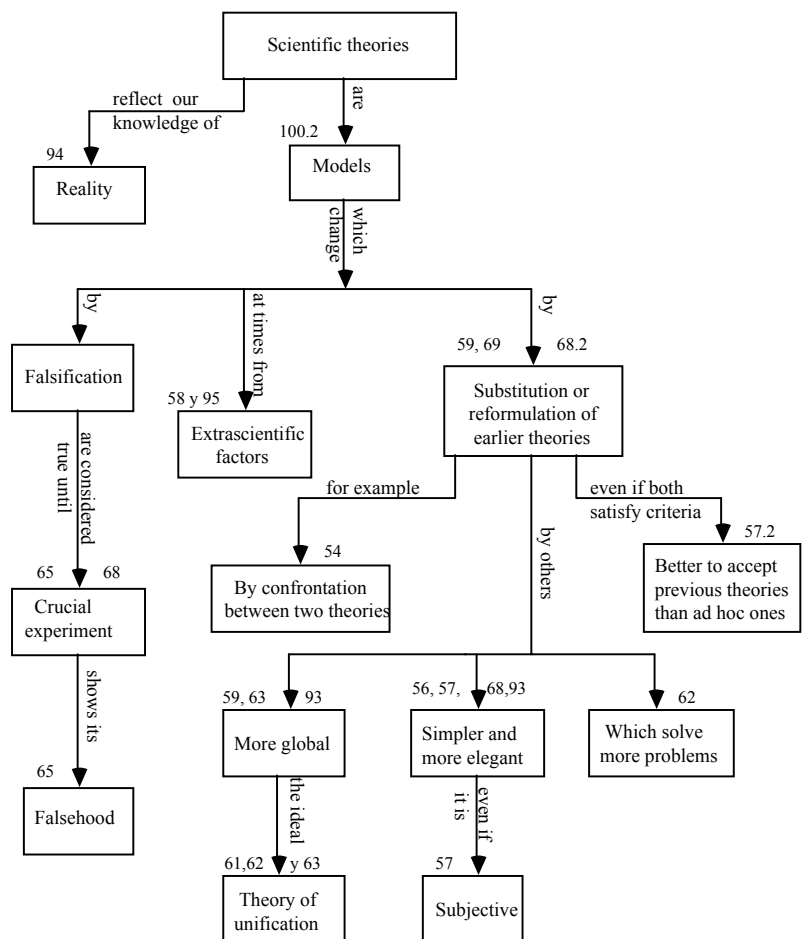 Scientific theories
reflect our
knowledge of
are
94
100.2
Reality
Models
which
change
by
at times from
by
59, 69 68.2
Falsification
58 y 95
Extrascientific
factors
Substitution or
reformulation of
earlier theories
are considered
true until
for example
even if both
satisfy criteria
by others
65 68
54
57.2
Crucial
experiment
By confrontation
between two theories
Better to accept
previous theories
than ad hoc ones
shows its
59, 63 93
56, 57, 68,93
62
More global
Simpler and
more elegant
Which solve
more problems
65
Falsehood
the ideal
even if
it is
61,62 y 63
57
Theory of
unification
Subjective